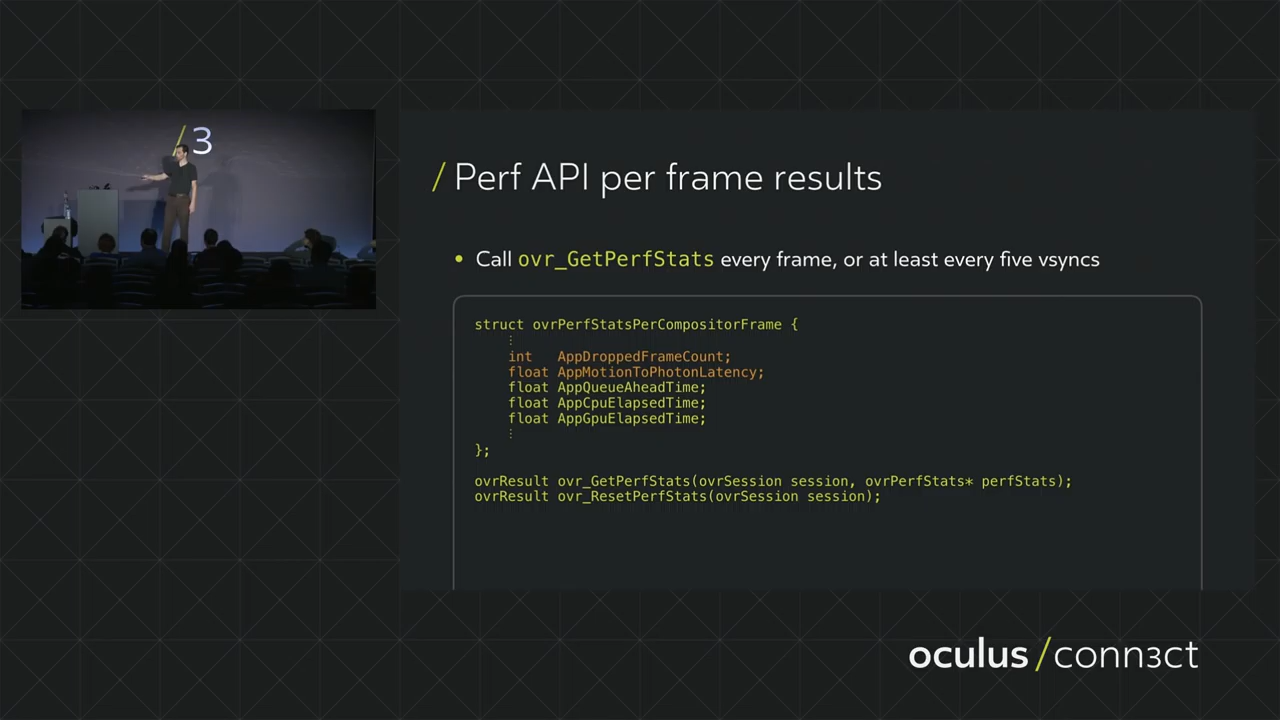 /3
/ Perf API per frame results
• Call ovr_GetPerfStats every frame, or at least every five vsyncs
struct ovrPerfStatsPerCompositorFrame {
⋮
int AppDroppedFrameCount;
float AppMotionToPhotonLatency;
float AppQueueAheadTime;
float AppCpuElapsedTime;
float AppGpuElapsedTime;
⋮
};
ovrResult ovr_GetPerfStats(ovrSession session, ovrPerfStats* perfStats);
ovrResult ovr_ResetPerfStats(ovrSession session);
oculus /conn3ct